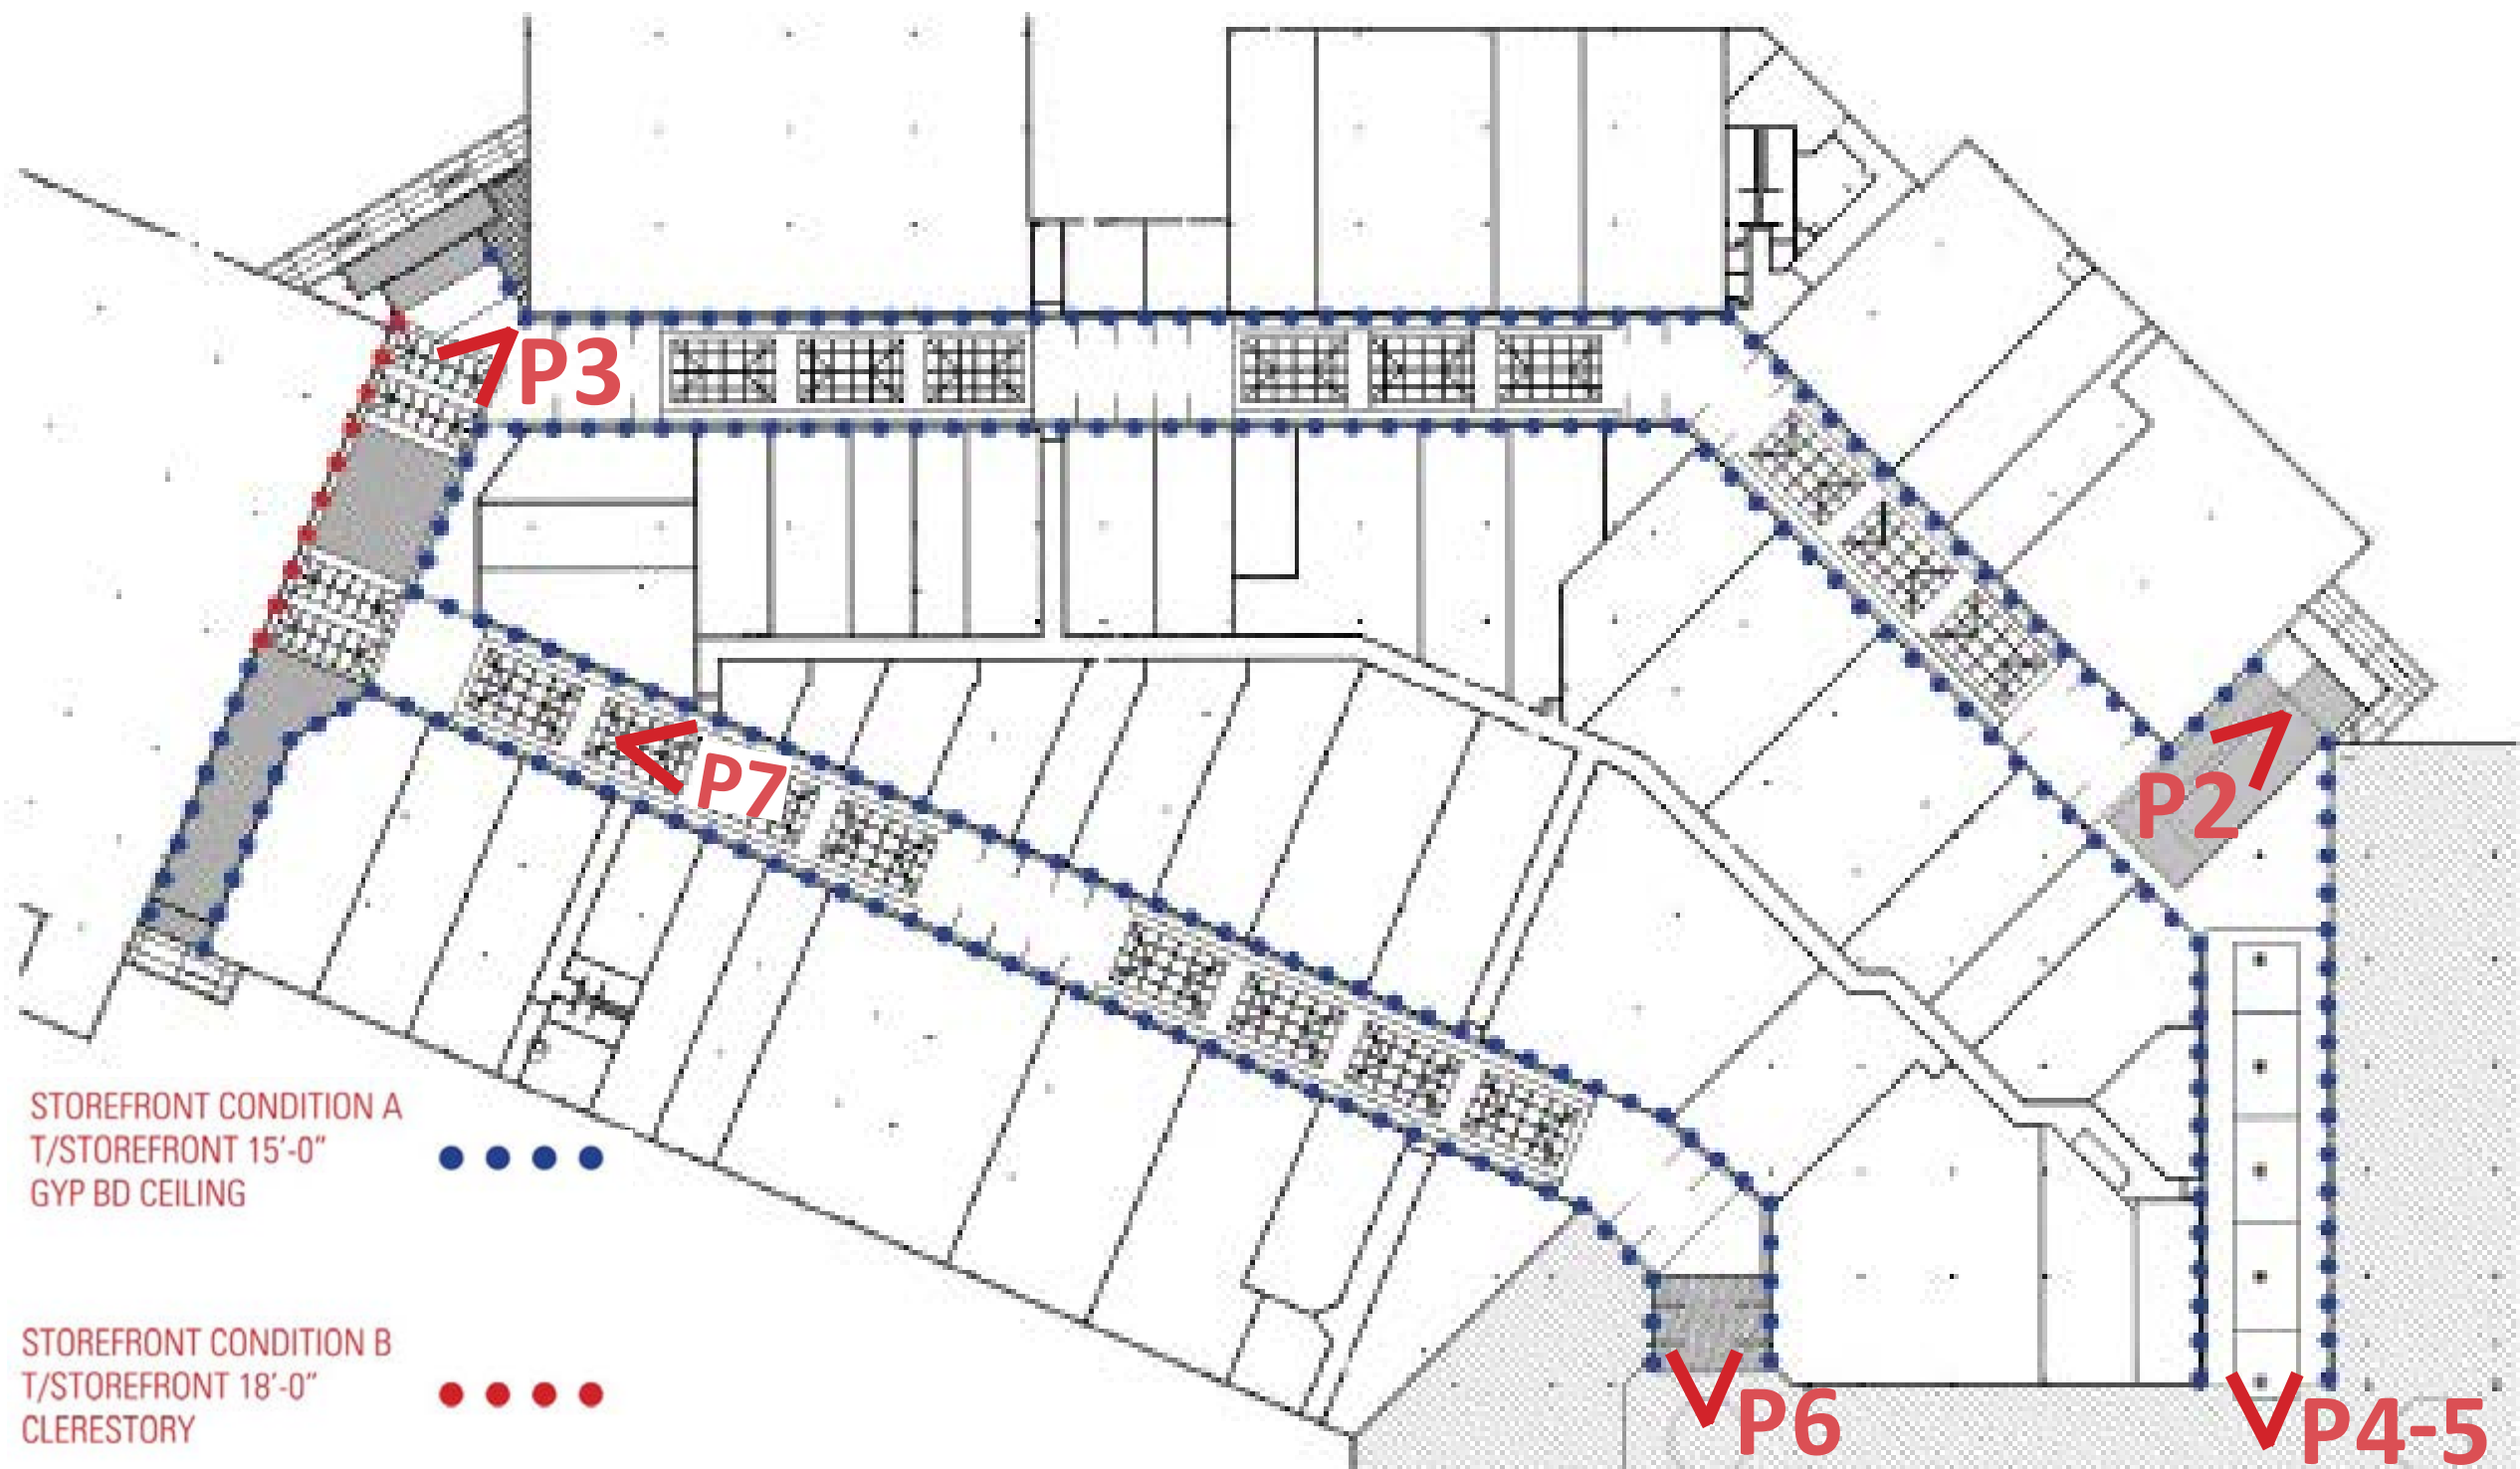 P3
P7
P2
STOREFRONT CONDITION A
T/STOREFRONT 15'-0"
GYP BD CEILING
STOREFRONT CONDITION B
T/STOREFRONT 18'-0"
CLERESTORY
P6
P4-5